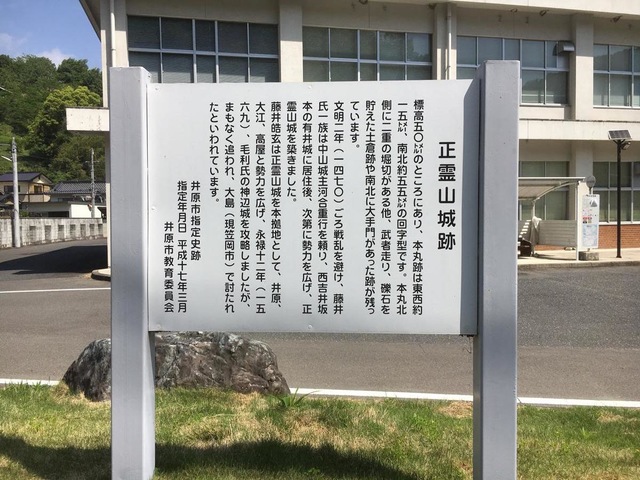 正霊山城跡
標高五〇㍍のところにあり、本丸跡は東西約
一五㍍、南北約五五㍍の回字型です。本丸北
側に二重の堀切がある他、武者走り、礫石を
貯えた土倉跡や南北に大手門があった跡が残っ
ています。
文明二年（一四七〇）ごろ戦乱を避け、藤井
氏一族は中山城主河合重行を頼り、西吉井坂
本の有井城に居住後、次第に勢力を広げ、正
霊山城を築きました。
藤井皓玄は正霊山城を本拠地として、井原、
大江、高屋と勢力を広げ、永禄十二年（一五
六九）、毛利氏の神辺城を攻略しましたが、
まもなく追われ、大島（現笠岡市）で討たれ
たといわれています。
井原市指定史跡
指定年月日 平成十七年三月
井原市教育委員会